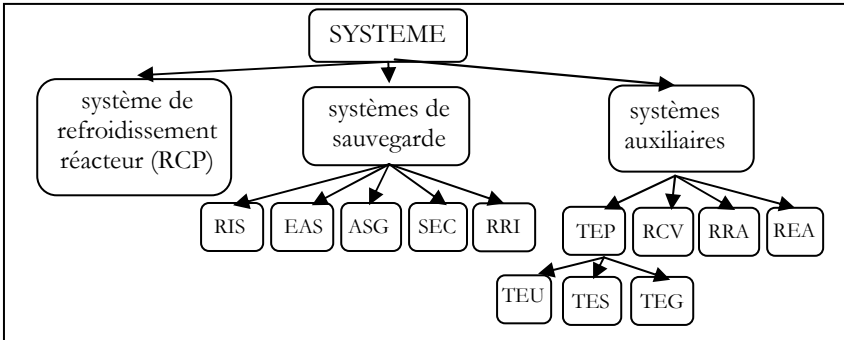 SYSTEME
système de
refroidissement
réacteur (RCP)
systèmes de
sauvegarde
systèmes
auxiliaires
RIS
EAS
ASG
SEC
RRI
TEP
RCV
RRA
REA
TEU
TES
TEG